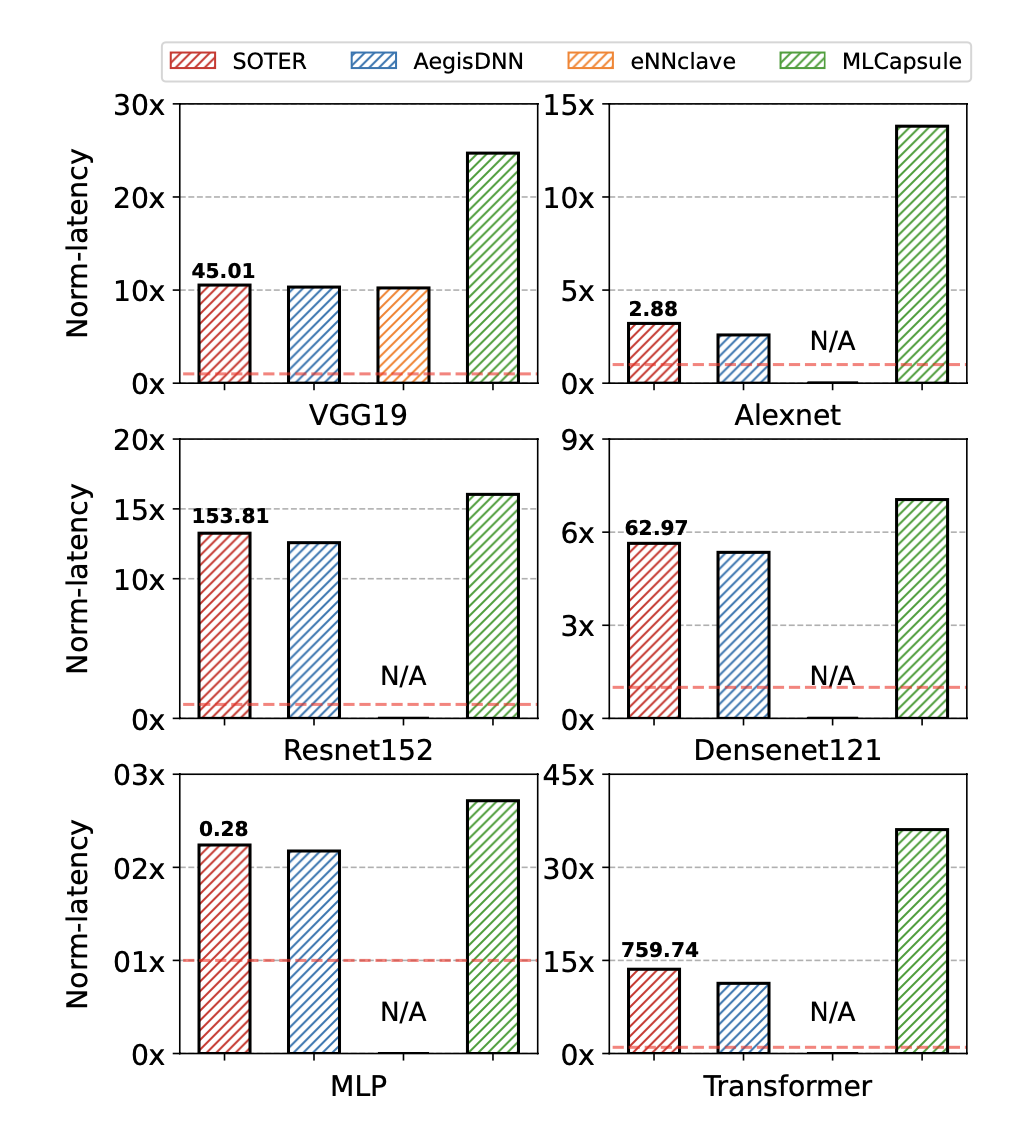 SOTER AegisDNN eNNclave MLCapsule
Norm-latency
30x
20x
10x
0x
45.01
VGG19
15x
10x
5x
0x
2.88
N/A
Alexnet
Norm-latency
20x
15x
10x
0x
153.81
N/A
Resnet152
9x
6x
3x
0x
62.97
N/A
Densenet121
Norm-latency
03x
02x
01x
0x
0.28
N/A
MLP
45x
30x
15x
0x
759.74
N/A
Transformer